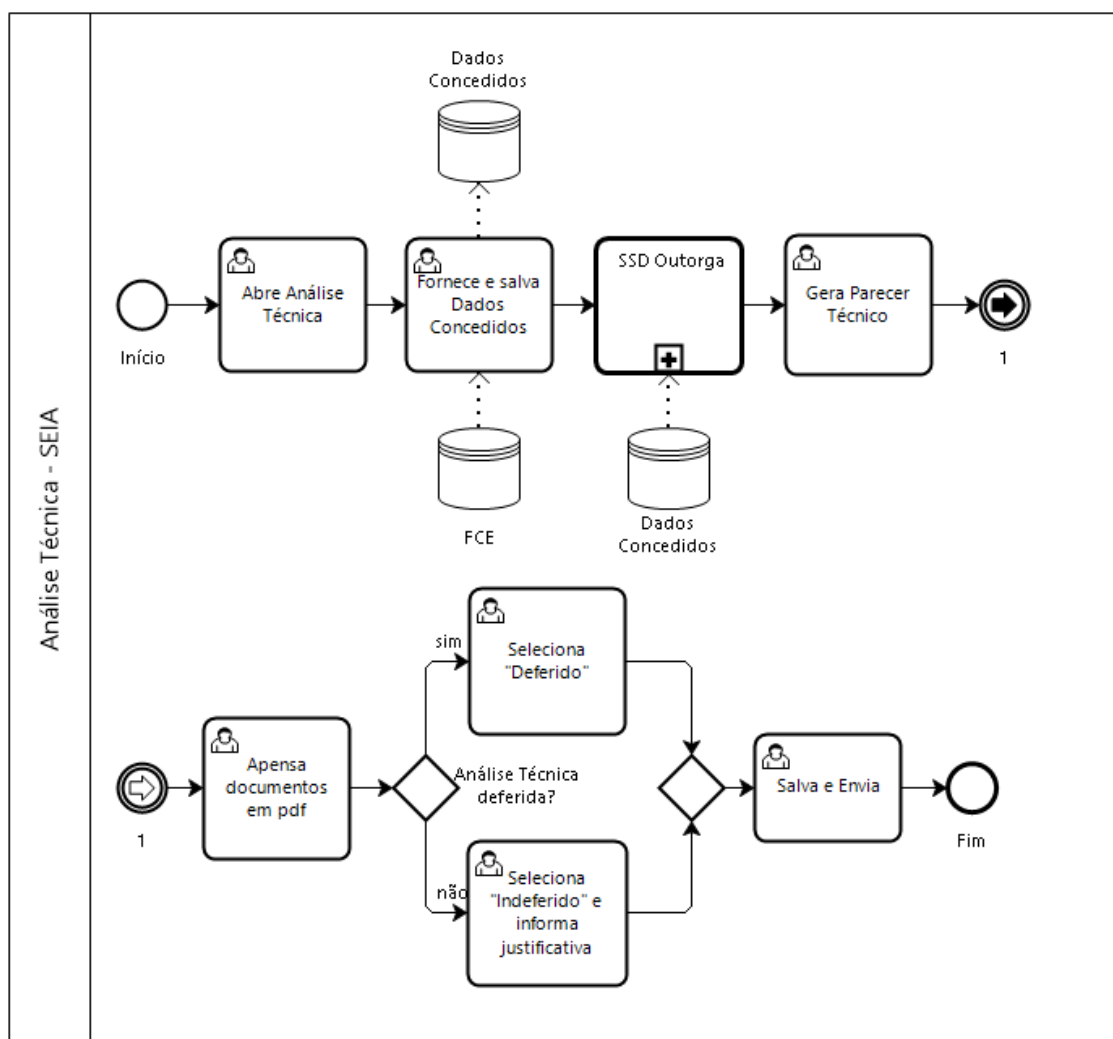 Análise Técnica - SEIA
Dados
Concedidos
Início
Abre Análise
Técnica
Fornece e salva
Dados
Concedidos
SSD Outorga
Gera Parecer
Técnico
1
FCE
Dados
Concedidos
1
Apensa
documentos
em pdf
Análise Técnica
deferida?
sim
Seleciona
"Deferido"
não
Seleciona
"Indeferido" e
informa
justificativa
Salva e Envia
Fim